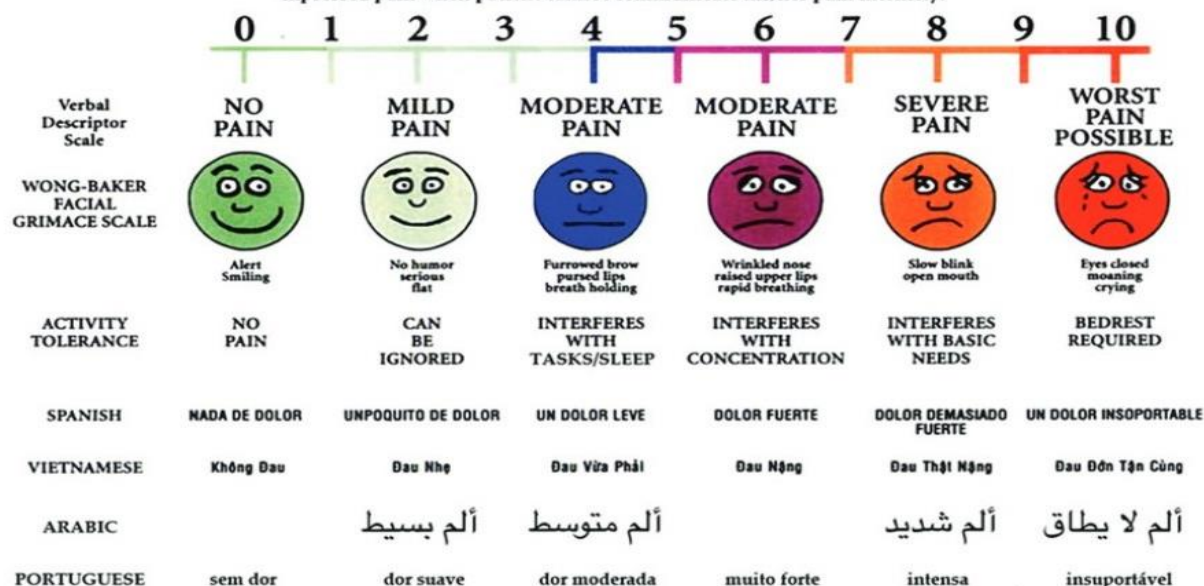 0 1 2 3 4 5 6 7 8 9 10
Verbal
Descriptor
Scale
NO
PAIN
MILD
PAIN
MODERATE
PAIN
MODERATE
PAIN
SEVERE
PAIN
WORST
PAIN
POSSIBLE
WONG-BAKER
FACIAL
GRIMACE SCALE
Alert
Smiling
No humor
serious
flat
Furrowed brow
pursed lips
breath holding
Wrinkled nose
raised upper lips
rapid breathing
Slow blink
open mouth
Eyes closed
moaning
crying
ACTIVITY
TOLERANCE
NO
PAIN
CAN
BE
IGNORED
INTERFERES
WITH
TASKS/SLEEP
INTERFERES
WITH
CONCENTRATION
INTERFERES
WITH BASIC
NEEDS
BEDREST
REQUIRED
SPANISH
NADA DE DOLOR
UNPOQUITO DE DOLOR
UN DOLOR LEVE
DOLOR FUERTE
DOLOR DEMASIADO
FUERTE
UN DOLOR INSOPORTABLE
VIETNAMESE
Không Đau
Đau Nhẹ
Đau Vừa Phải
Đau Nặng
Đau Thật Nặng
Đau Đớn Tận Cùng
ARABIC
ألم بسيط
ألم متوسط
ألم شديد
ألم لا يطاق
PORTUGUESE
sem dor
dor suave
dor moderada
muito forte
intensa
insuportável